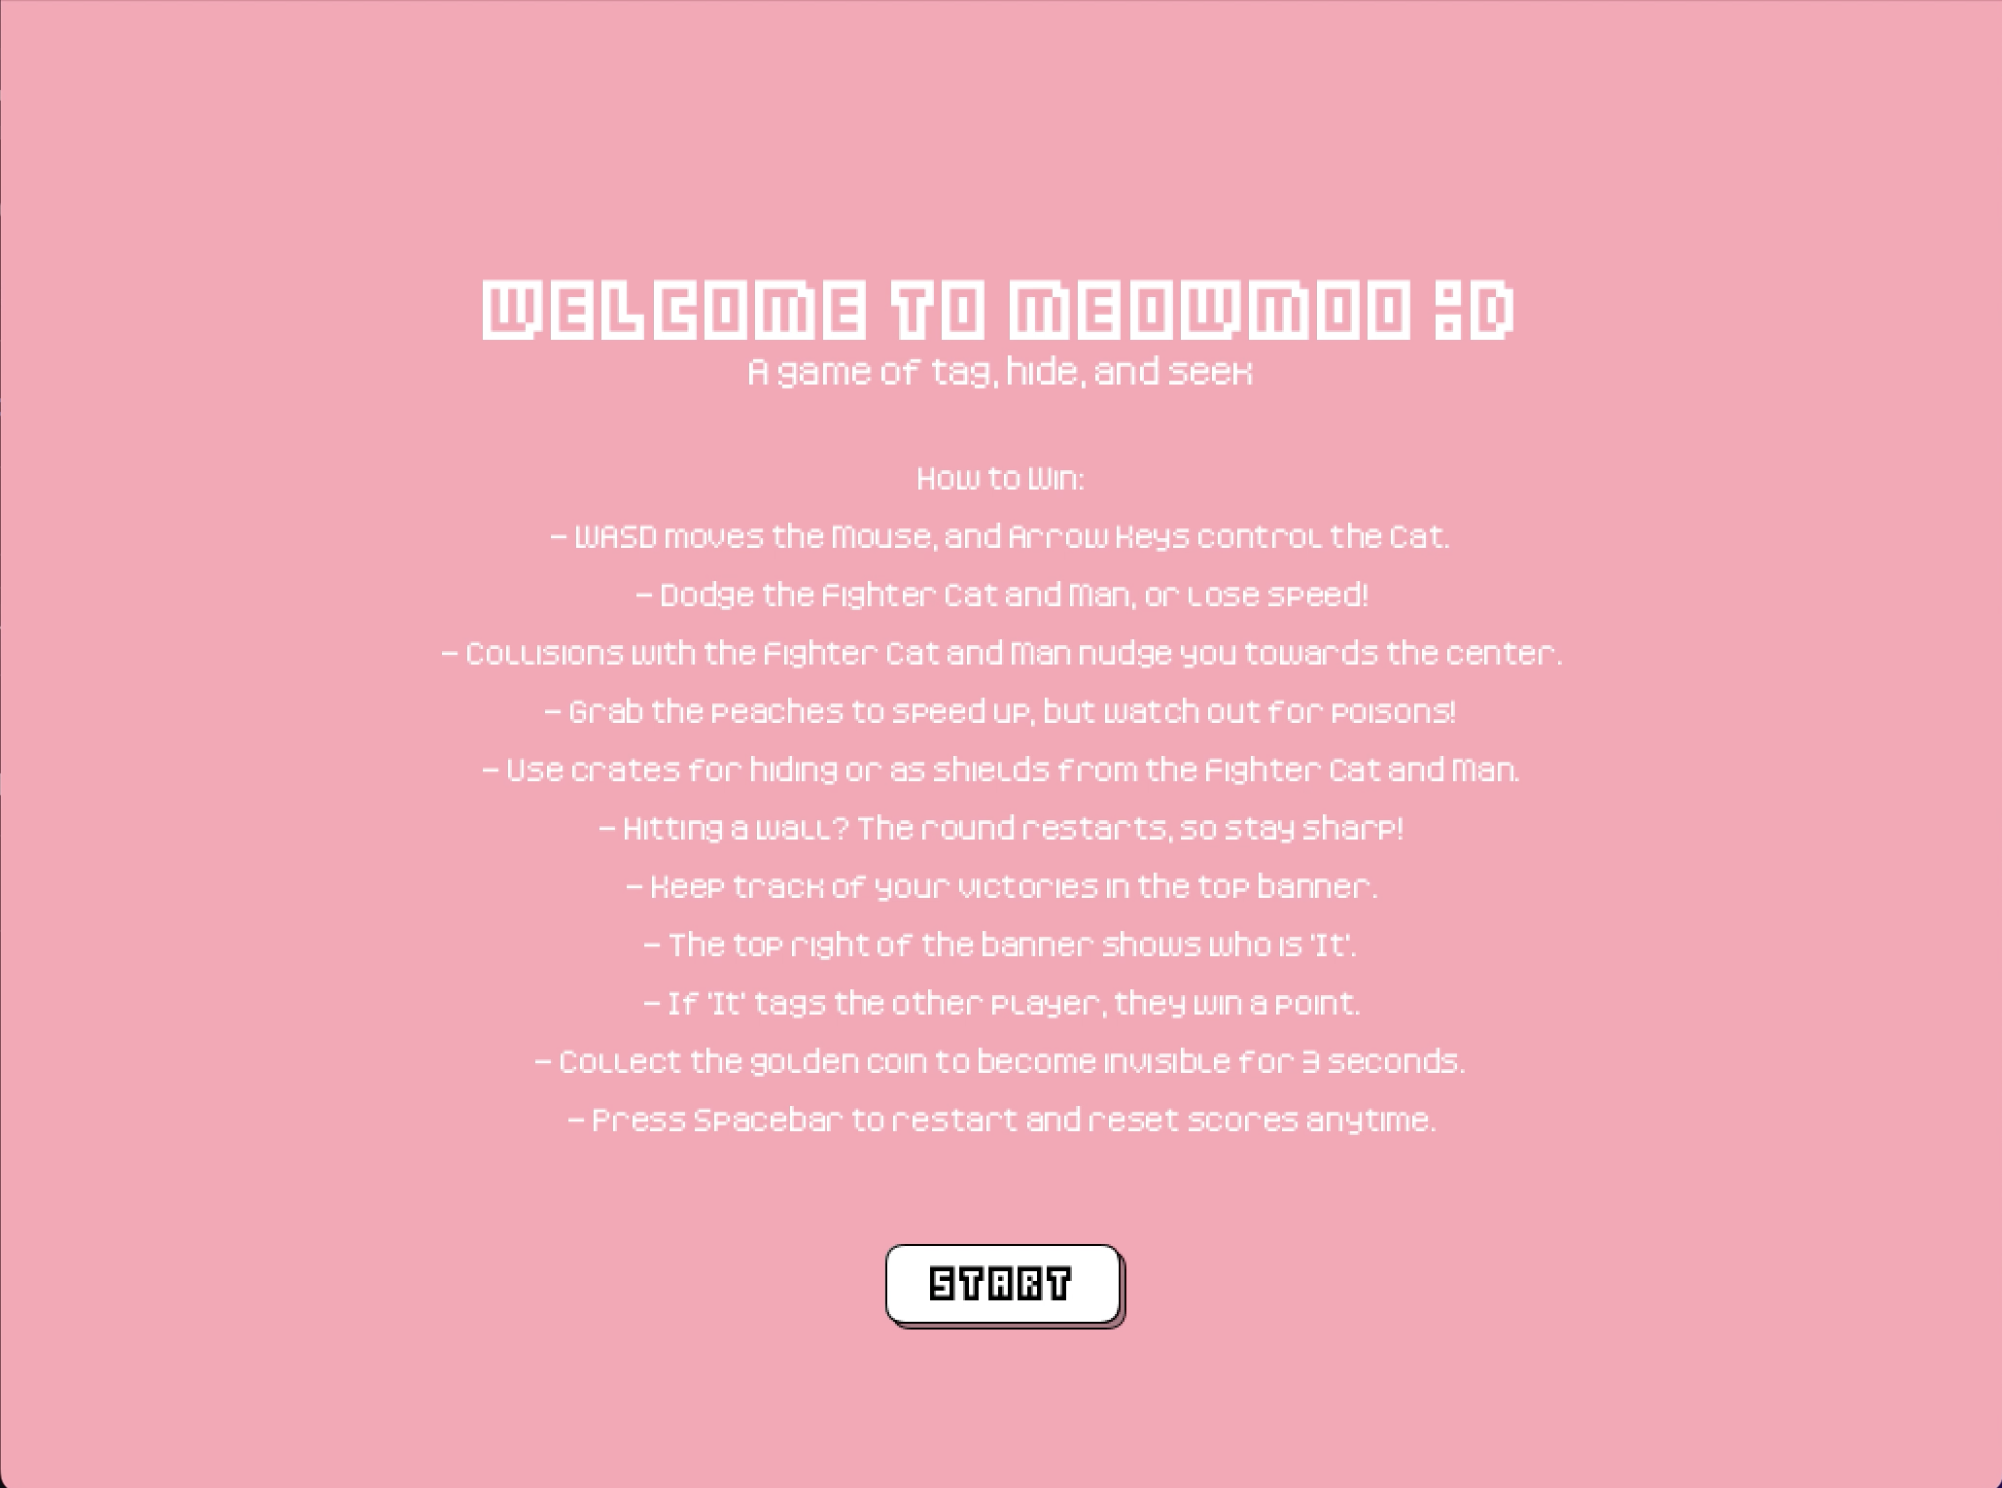 WELCOME TO MEOWMOO :D
A game of tag, hide, and seek
How to Win:
- WASD moves the Mouse, and Arrow Keys control the Cat.
- Dodge the Fighter Cat and Man, or lose speed!
- Collisions with the Fighter Cat and Man nudge you towards the center.
- Grab the peaches to speed up, but watch out for poisons!
- Use crates for hiding or as shields from the Fighter Cat and Man.
- Hitting a wall? The round restarts, so stay sharp!
- Keep track of your victories in the top banner.
- The top right of the banner shows who is 'It'.
- If 'It' tags the other player, they win a point.
- Collect the golden coin to become invisible for 3 seconds.
- Press Spacebar to restart and reset scores anytime.
START